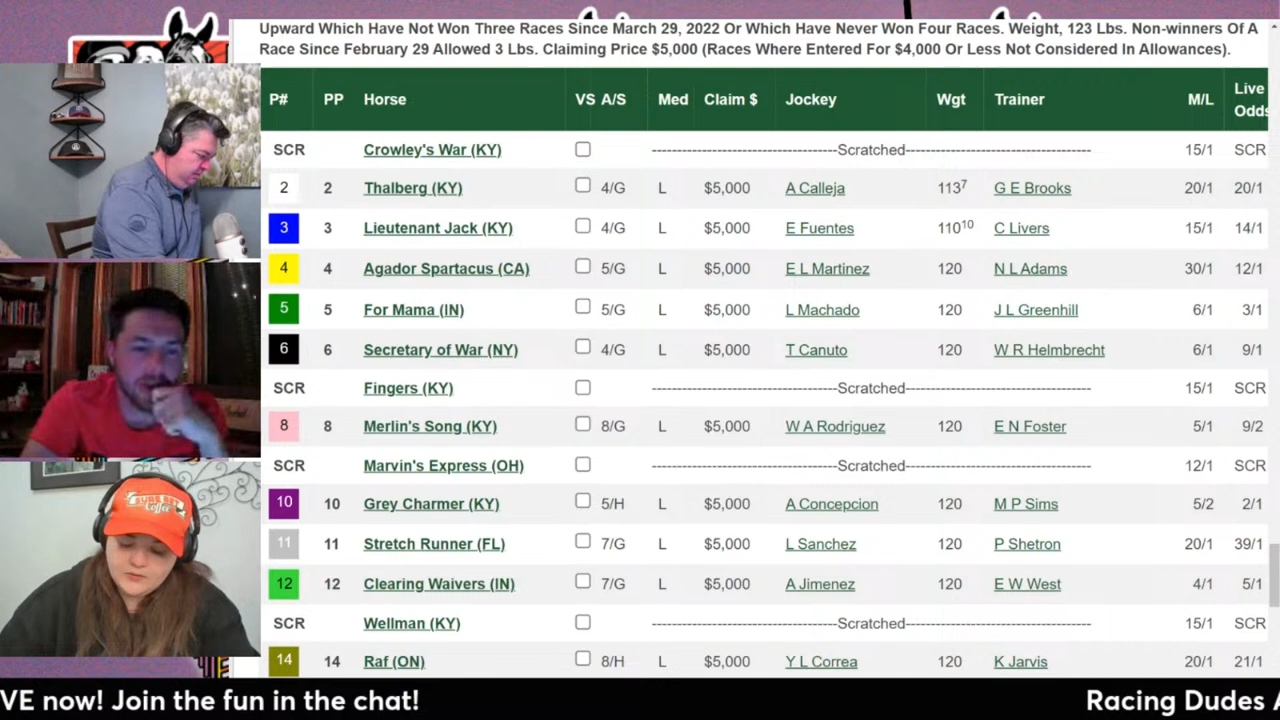 Upward Which Have Not Won Three Races Since March 29, 2022 Or Which Have Never Won Four Races. Weight, 123 Lbs. Non-winners Of A
Race Since February 29 Allowed 3 Lbs. Claiming Price $5,000 (Races Where Entered For $4,000 Or Less Not Considered In Allowances).
P# PP Horse VS A/S Med Claim $ Jockey Wgt Trainer M/L Live Odds
SCR Crowley's War (KY) --Scratched-- 15/1 SCR
2 2 Thalberg (KY) 4/G L $5,000 A Calleja 113⁷ G E Brooks 20/1 20/1
3 3 Lieutenant Jack (KY) 4/G L $5,000 E Fuentes 110¹⁰ C Livers 15/1 14/1
4 4 Agador Spartacus (CA) 5/G L $5,000 E L Martinez 120 N L Adams 30/1 12/1
5 5 For Mama (IN) 5/G L $5,000 L Machado 120 J L Greenhill 6/1 3/1
6 6 Secretary of War (NY) 4/G L $5,000 T Canuto 120 W R Helmbrecht 6/1 9/1
SCR Fingers (KY) --Scratched-- 15/1 SCR
8 8 Merlin's Song (KY) 8/G L $5,000 W A Rodriguez 120 E N Foster 5/1 9/2
SCR Marvin's Express (OH) --Scratched-- 12/1 SCR
10 10 Grey Charmer (KY) 5/H L $5,000 A Concepcion 120 M P Sims 5/2 2/1
11 11 Stretch Runner (FL) 7/G L $5,000 L Sanchez 120 P Shetron 20/1 39/1
12 12 Clearing Waivers (IN) 7/G L $5,000 A Jimenez 120 E W West 4/1 5/1
SCR Wellman (KY) --Scratched-- 15/1 SCR
14 14 Raf (ON) 8/H L $5,000 Y L Correa 120 K Jarvis 20/1 21/1
SURE BET
Coffee
VE now! Join the fun in the chat! Racing Dudes A